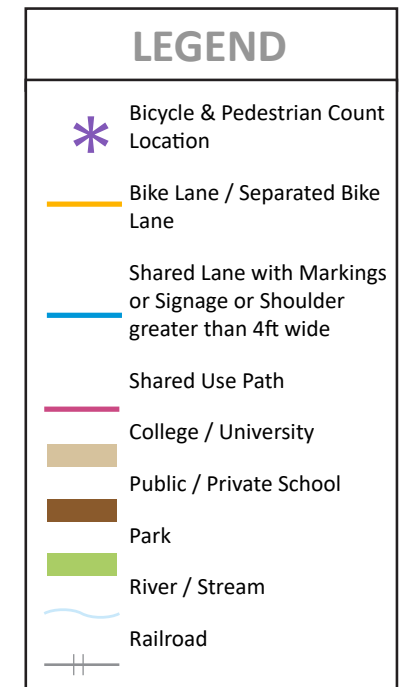 LEGEND
Bicycle & Pedestrian Count
Location
Bike Lane / Separated Bike
Lane
Shared Lane with Markings
or Signage or Shoulder
greater than 4ft wide
Shared Use Path
College / University
Public / Private School
Park
River / Stream
Railroad